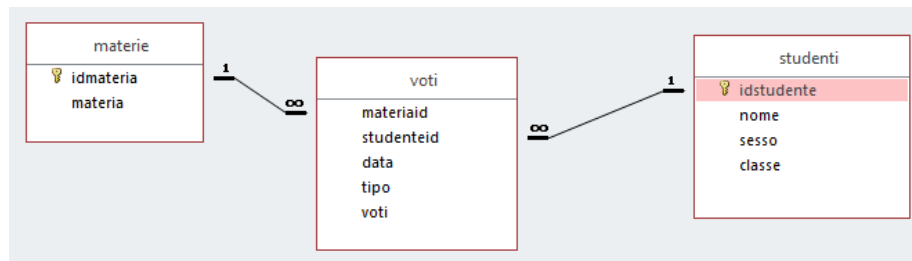 materie
idmateria
materia
1
∞
voti
materiaid
studenteid
data
tipo
voti
∞
1
studenti
idstudente
nome
sesso
classe